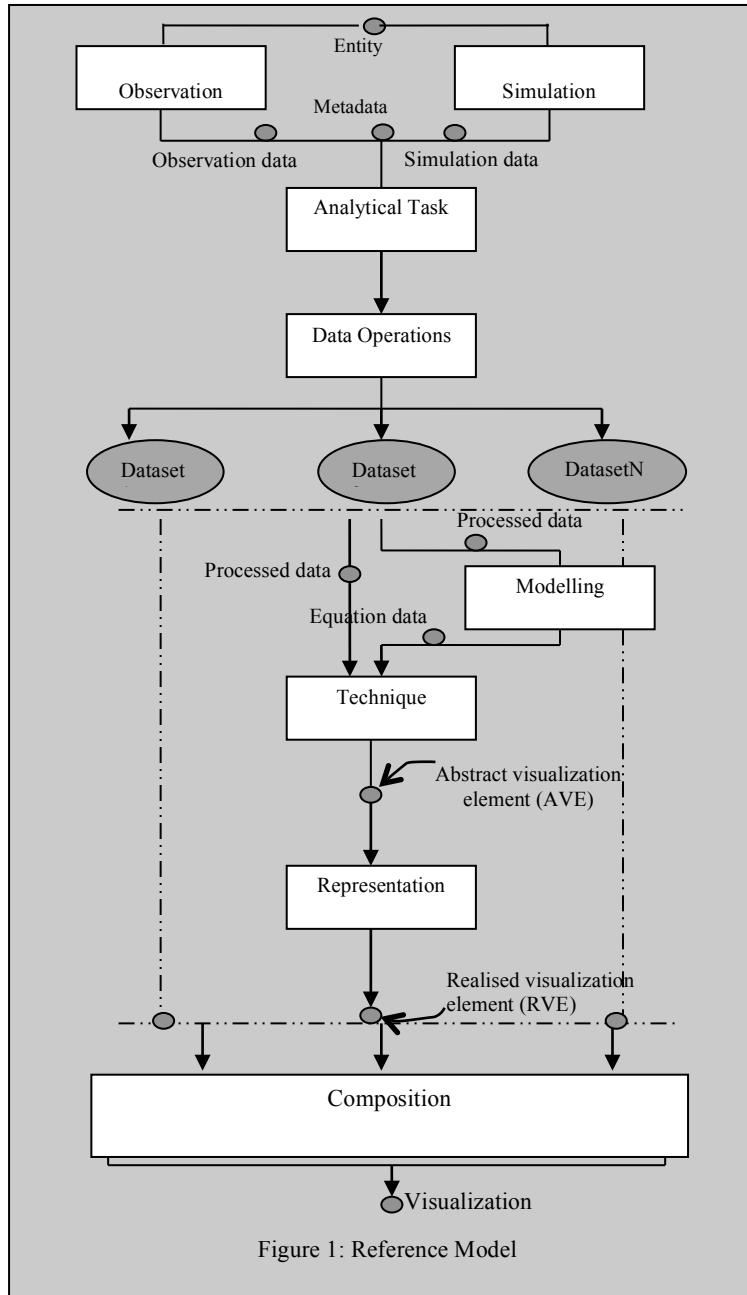 Entity
Observation
Simulation
Metadata
Observation data
Simulation data
Analytical Task
Data Operations
Dataset
Dataset
DatasetN
Processed data
Processed data
Modelling
Equation data
Technique
Abstract visualization
element (AVE)
Representation
Realised visualization
element (RVE)
Composition
Visualization
Figure 1: Reference Model